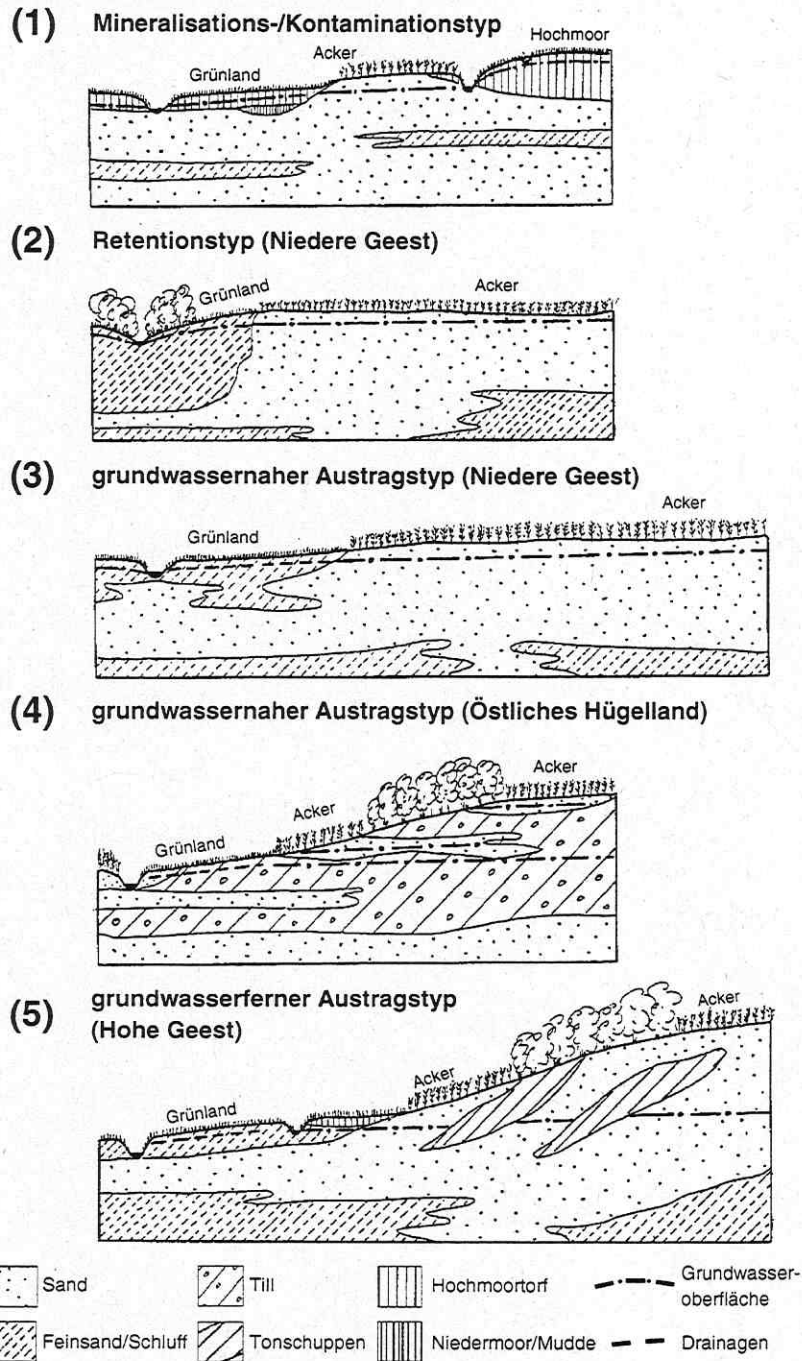 (1) Mineralisations-/Kontaminationstyp
Hochmoor
Acker
Grünland
(2) Retentionstyp (Niedere Geest)
Grünland
Acker
(3) grundwassernaher Austragstyp (Niedere Geest)
Acker
Grünland
(4) grundwassernaher Austragstyp (Östliches Hügelland)
Acker
Acker
Grünland
(5) grundwasserferner Austragstyp
(Hohe Geest)
Acker
Acker
Grünland
Sand
Till
Hochmoortorf
Grundwasser-
oberfläche
Feinsand/Schluff
Tonschuppen
Niedermoor/Mudde
Drainagen